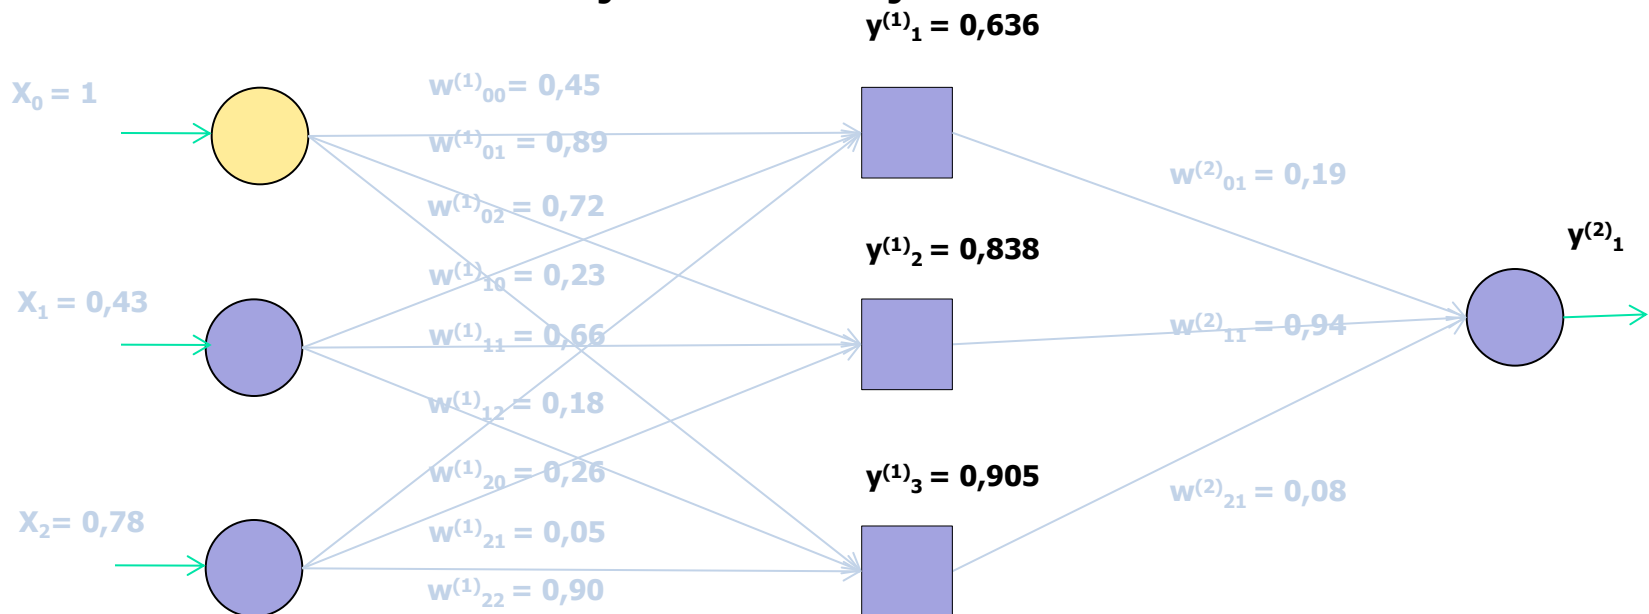 y(1)1 = 0,636
X0 = 1
w(1)00= 0,45
w(1)01 = 0,89
w(2)01 = 0,19
w(1)02 = 0,72
y(1)2 = 0,838
y(2)1
w(1)10 = 0,23
X1 = 0,43
w(1)11 = 0,66
w(2)11 = 0,94
w(1)12 = 0,18
w(1)20 = 0,26
y(1)3 = 0,905
w(2)21 = 0,08
X2= 0,78
w(1)21 = 0,05
w(1)22 = 0,90